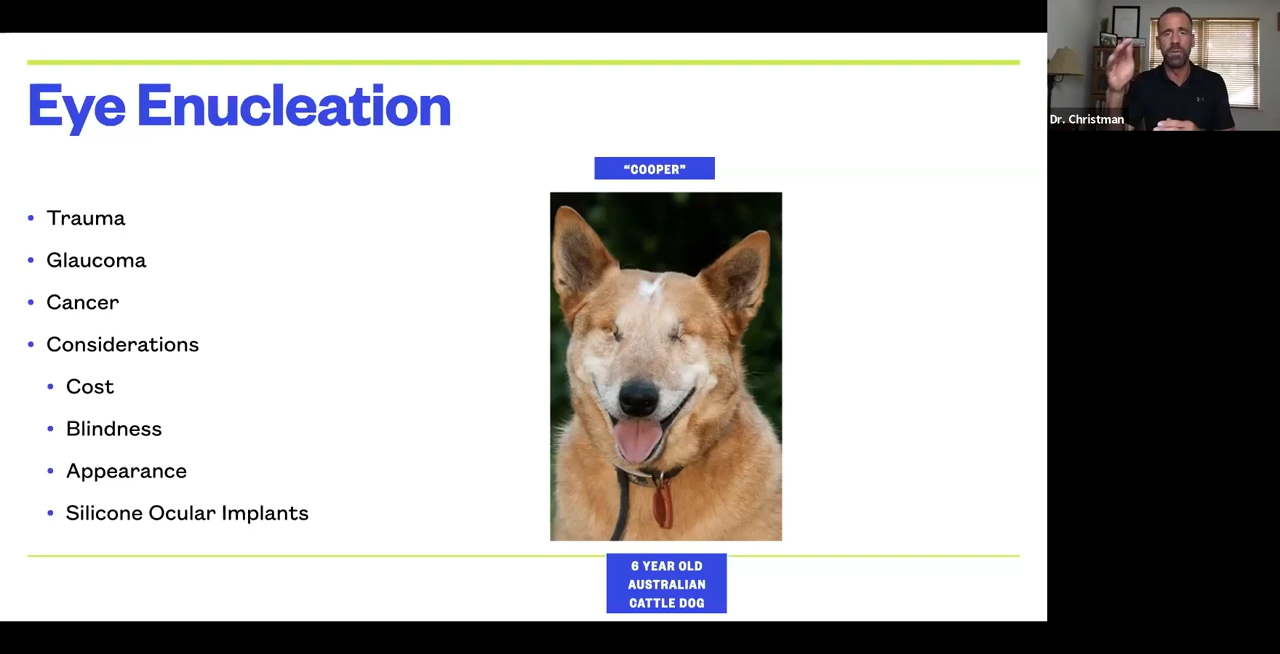 Eye Enucleation
• Trauma
• Glaucoma
• Cancer
• Considerations
• Cost
• Blindness
• Appearance
• Silicone Ocular Implants
“COOPER”
6 YEAR OLD
AUSTRALIAN
CATTLE DOG
Dr. Christman